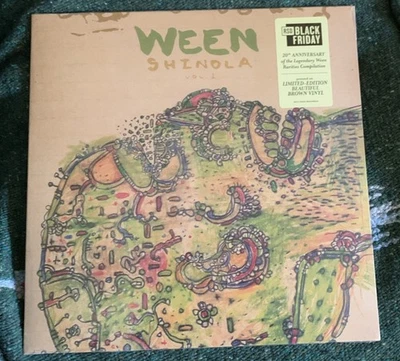 WEEN
SHINOLA
VOL. 1
RSD
BLACK
FRIDAY
20th ANNIVERSARY
of the Legendary Ween
Rarities Compilation
LIMITED-EDITION
BEAUTIFUL
BROWN VINYL